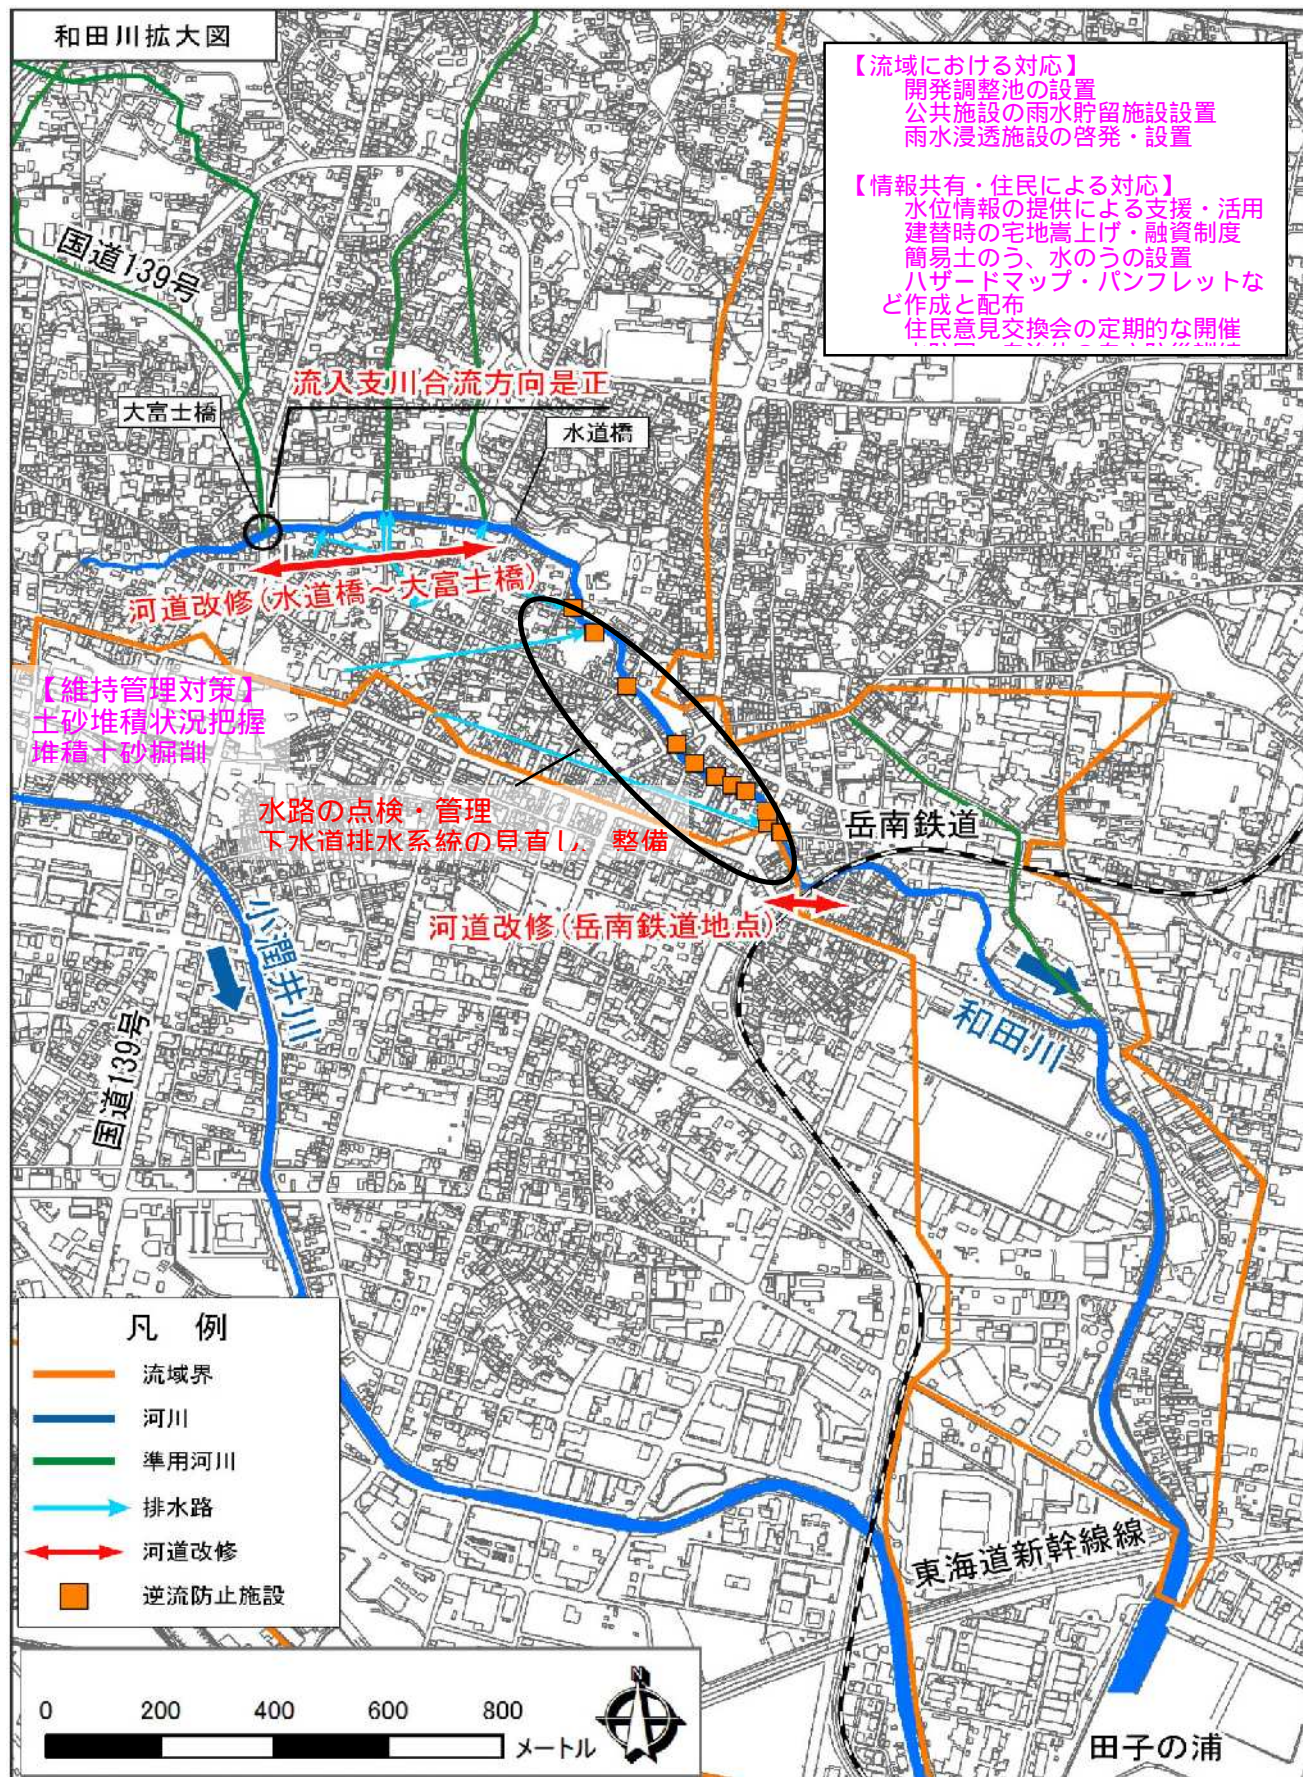 和田川拡大図
【流域における対応】
開発調整池の設置
公共施設の雨水貯留施設設置
雨水浸透施設の啓発・設置
【情報共有・住民による対応】
水位情報の提供による支援・活用
建替時の宅地嵩上げ・融資制度
簡易土のう、水のうの設置
ハザードマップ・パンフレットな
ど作成と配布
住民意見交換会の定期的な開催
国道139号
流入支川合流方向是正
大富士橋
水道橋
河道改修(水道橋~大富士橋)
【維持管理対策】
土砂堆積状況把握
堆積土砂掘削
水路の点検・管理
下水道排水系統の見直し、整備
岳南鉄道
河道改修(岳南鉄道地点)
小潤井川
和田川
国道139号
凡 例
流域界
河川
準用河川
排水路
河道改修
逆流防止施設
東海道新幹線線
0 200 400 600 800
メートル
N
田子の浦